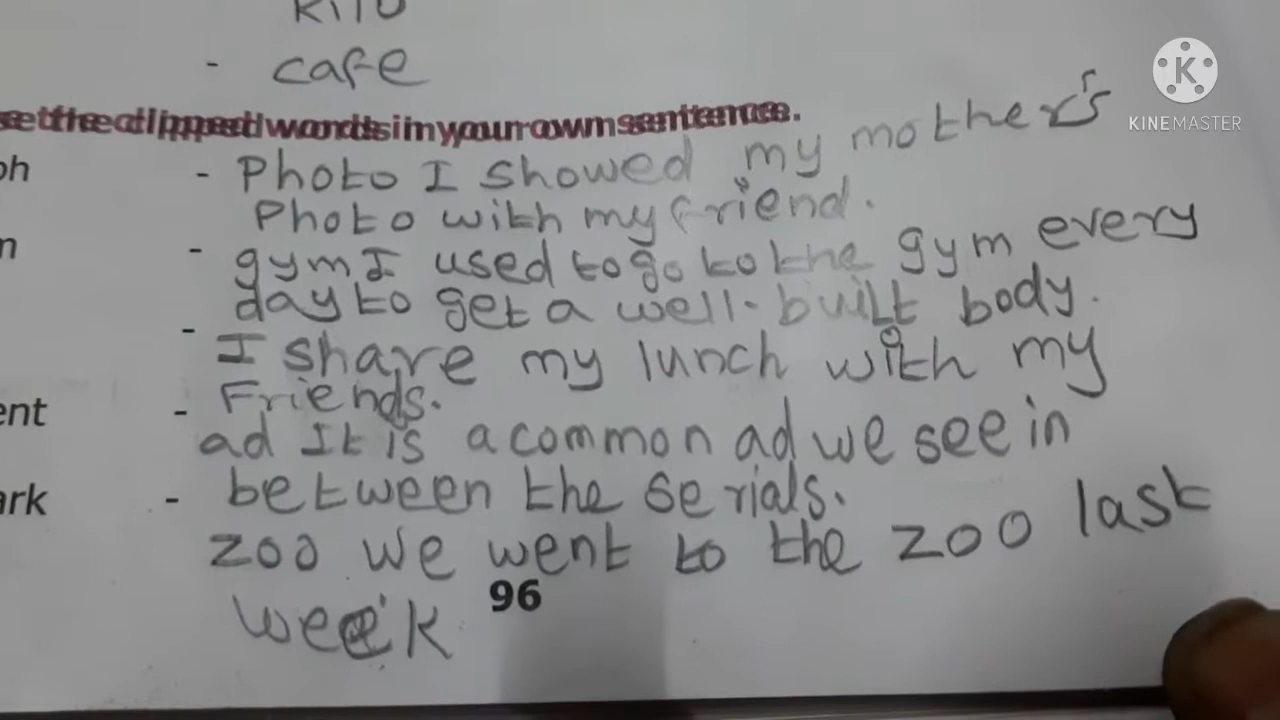 kilo
- cafe
KINEMASTER
se the clipped words in your own sentence.
ph - Photo I showed my mother's
Photo with my friend.
m - gym I used to go to the gym every
day to get a well-built body.
- I share my lunch with my
Friends.
ent - ad It is a common ad we see in
between the serials.
ark - zoo we went to the zoo last
week
96